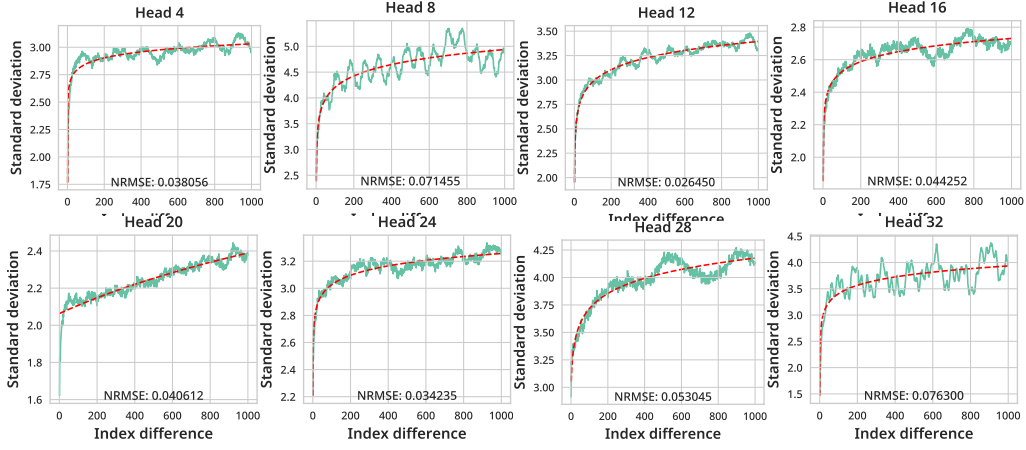 Head 4
Standard deviation
3.00
2.75
2.50
2.25
2.00
1.75
NRMSE: 0.038056
0 200 400 600 800 1000
Head 8
Standard deviation
5.0
4.5
4.0
3.5
3.0
2.5
NRMSE: 0.071455
0 200 400 600 800 1000
Head 12
Standard deviation
3.50
3.25
3.00
2.75
2.50
2.25
2.00
NRMSE: 0.026450
0 200 400 600 800 1000
Index difference
Head 16
Standard deviation
2.8
2.6
2.4
2.2
2.0
NRMSE: 0.044252
0 200 400 600 800 1000
Head 20
Standard deviation
2.4
2.2
2.0
1.8
1.6
NRMSE: 0.040612
0 200 400 600 800 1000
Index difference
Head 24
Standard deviation
3.2
3.0
2.8
2.6
2.4
2.2
NRMSE: 0.034235
0 200 400 600 800 1000
Index difference
Head 28
Standard deviation
4.25
4.00
3.75
3.50
3.25
3.00
NRMSE: 0.053045
0 200 400 600 800 1000
Index difference
Head 32
Standard deviation
4.5
4.0
3.5
3.0
2.5
2.0
1.5
NRMSE: 0.076300
0 200 400 600 800 1000
Index difference